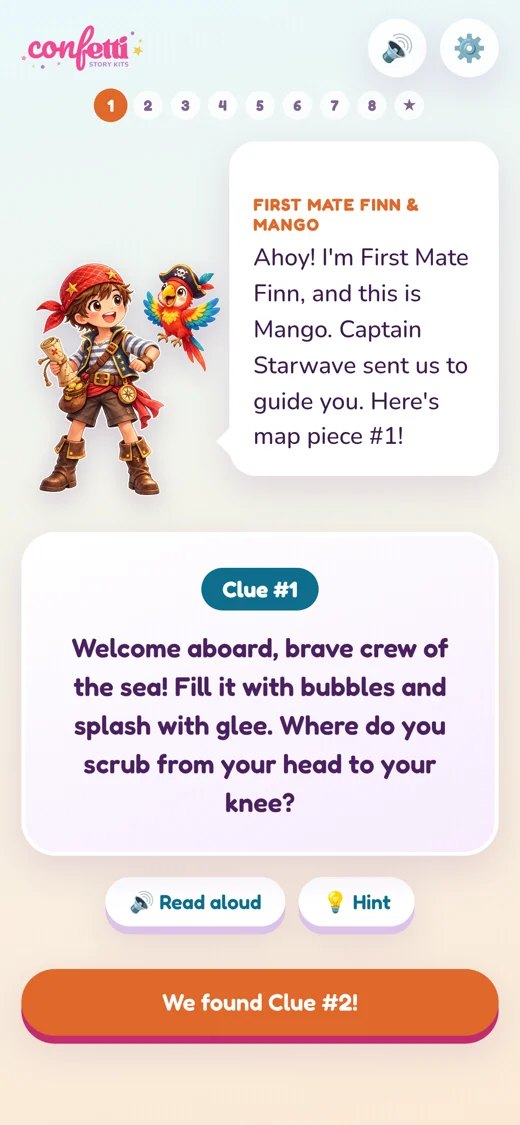 confetti
STORY KITS
1 2 3 4 5 6 7 8 ★
FIRST MATE FINN &
MANGO
Ahoy! I'm First Mate
Finn, and this is
Mango. Captain
Starwave sent us to
guide you. Here's
map piece #1!
Clue #1
Welcome aboard, brave crew of
the sea! Fill it with bubbles and
splash with glee. Where do you
scrub from your head to your
knee?
🔊 Read aloud
💡 Hint
We found Clue #2!